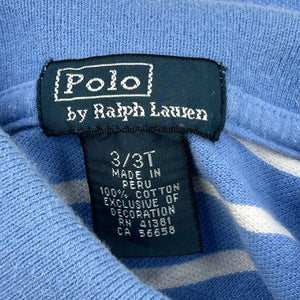 Polo
by Ralph Lauren
3/3T
MADE IN
PERU
100% COTTON
EXCLUSIVE OF
DECORATION
RN 41381
CA 56658